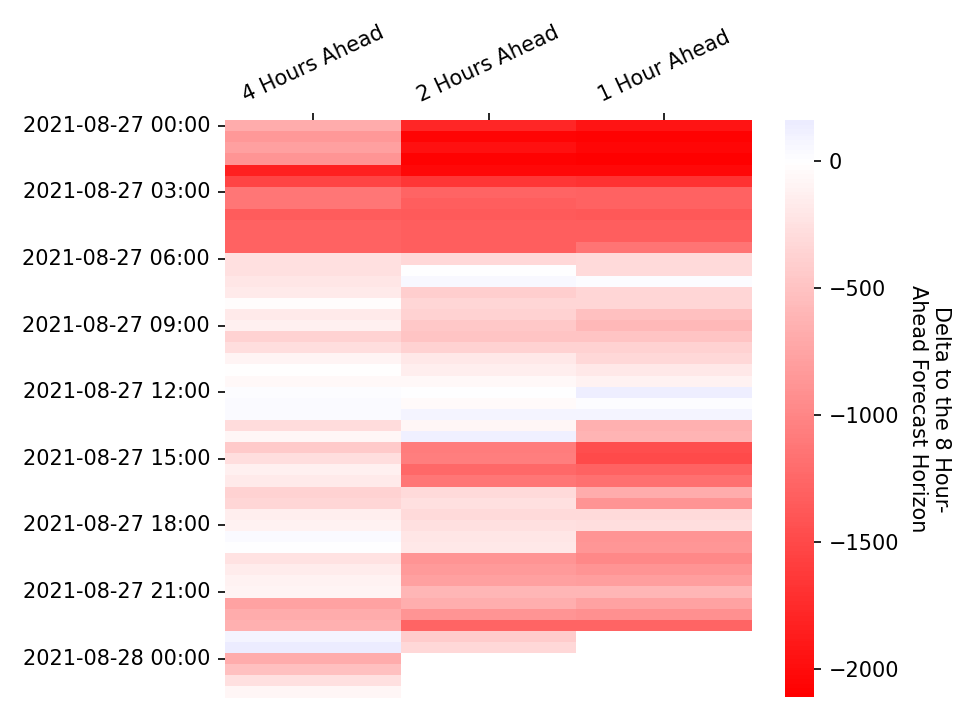 4 Hours Ahead
2 Hours Ahead
1 Hour Ahead
2021-08-27 00:00
2021-08-27 03:00
2021-08-27 06:00
2021-08-27 09:00
2021-08-27 12:00
2021-08-27 15:00
2021-08-27 18:00
2021-08-27 21:00
2021-08-28 00:00
0
−500
−1000
−1500
−2000
Delta to the 8 Hour-
Ahead Forecast Horizon